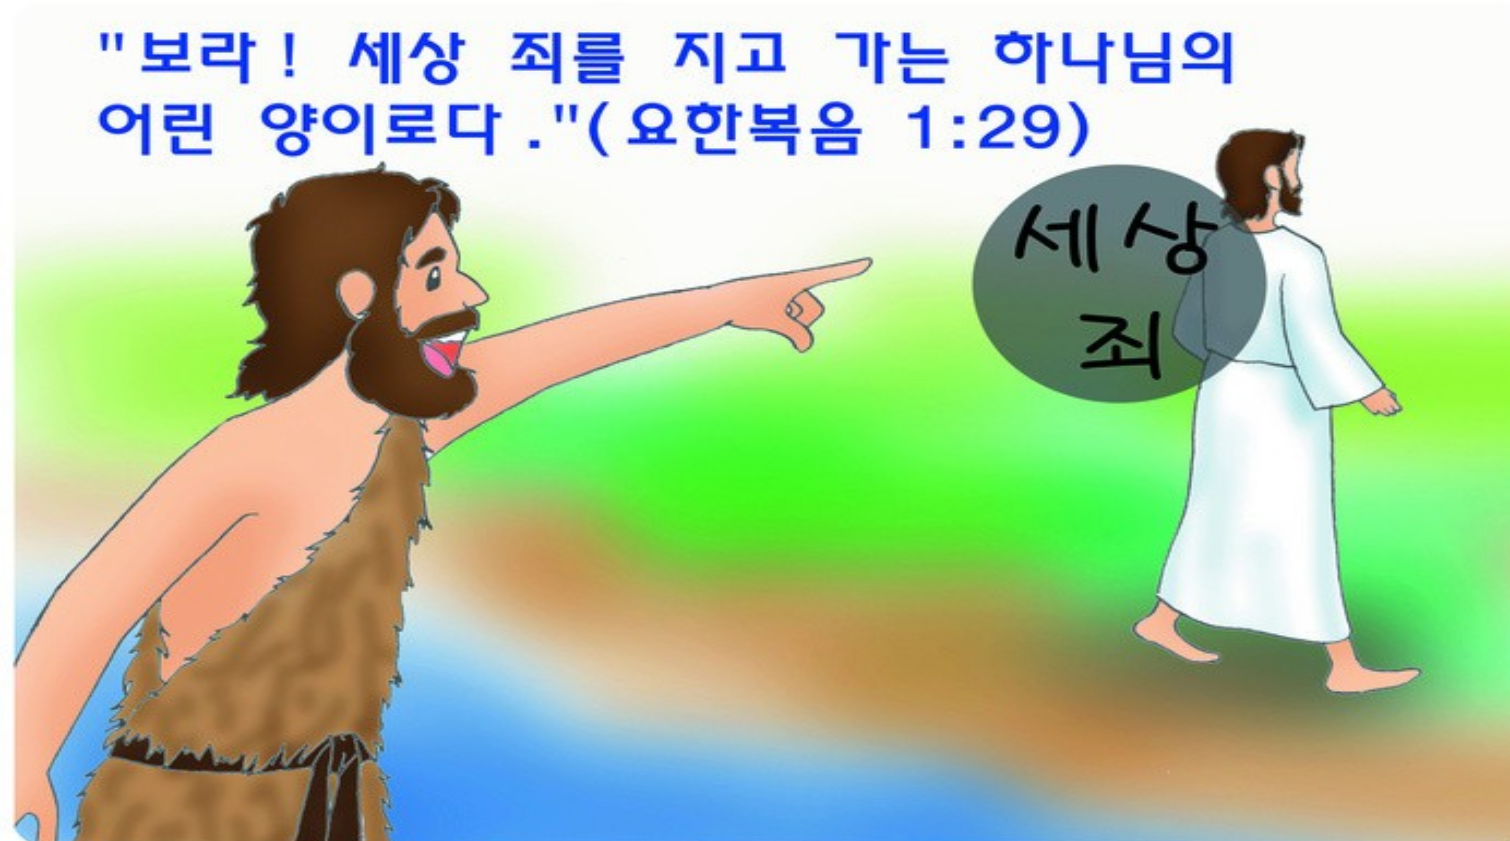 "보라! 세상 죄를 지고 가는 하나님의
어린 양이로다."(요한복음 1:29)
세상
죄